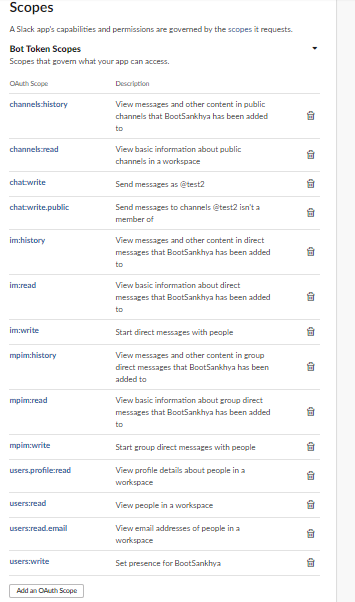 Scopes
A Slack app's capabilities and permissions are governed by the scopes it requests.
Bot Token Scopes
Scopes that govern what your app can access.
OAuth Scope Description
channels:history View messages and other content in public
channels that BootSankhya has been added
to
channels:read View basic information about public
channels in a workspace
chat:write Send messages as @test2
chat:write.public Send messages to channels @test2 isn't a
member of
im:history View messages and other content in direct
messages that BootSankhya has been added
to
im:read View basic information about direct
messages that BootSankhya has been added
to
im:write Start direct messages with people
mpim:history View messages and other content in group
direct messages that BootSankhya has been
added to
mpim:read View basic information about group direct
messages that BootSankhya has been added
to
mpim:write Start group direct messages with people
users.profile:read View profile details about people in a
workspace
users:read View people in a workspace
users:read.email View email addresses of people in a
workspace
users:write Set presence for BootSankhya
Add an OAuth Scope